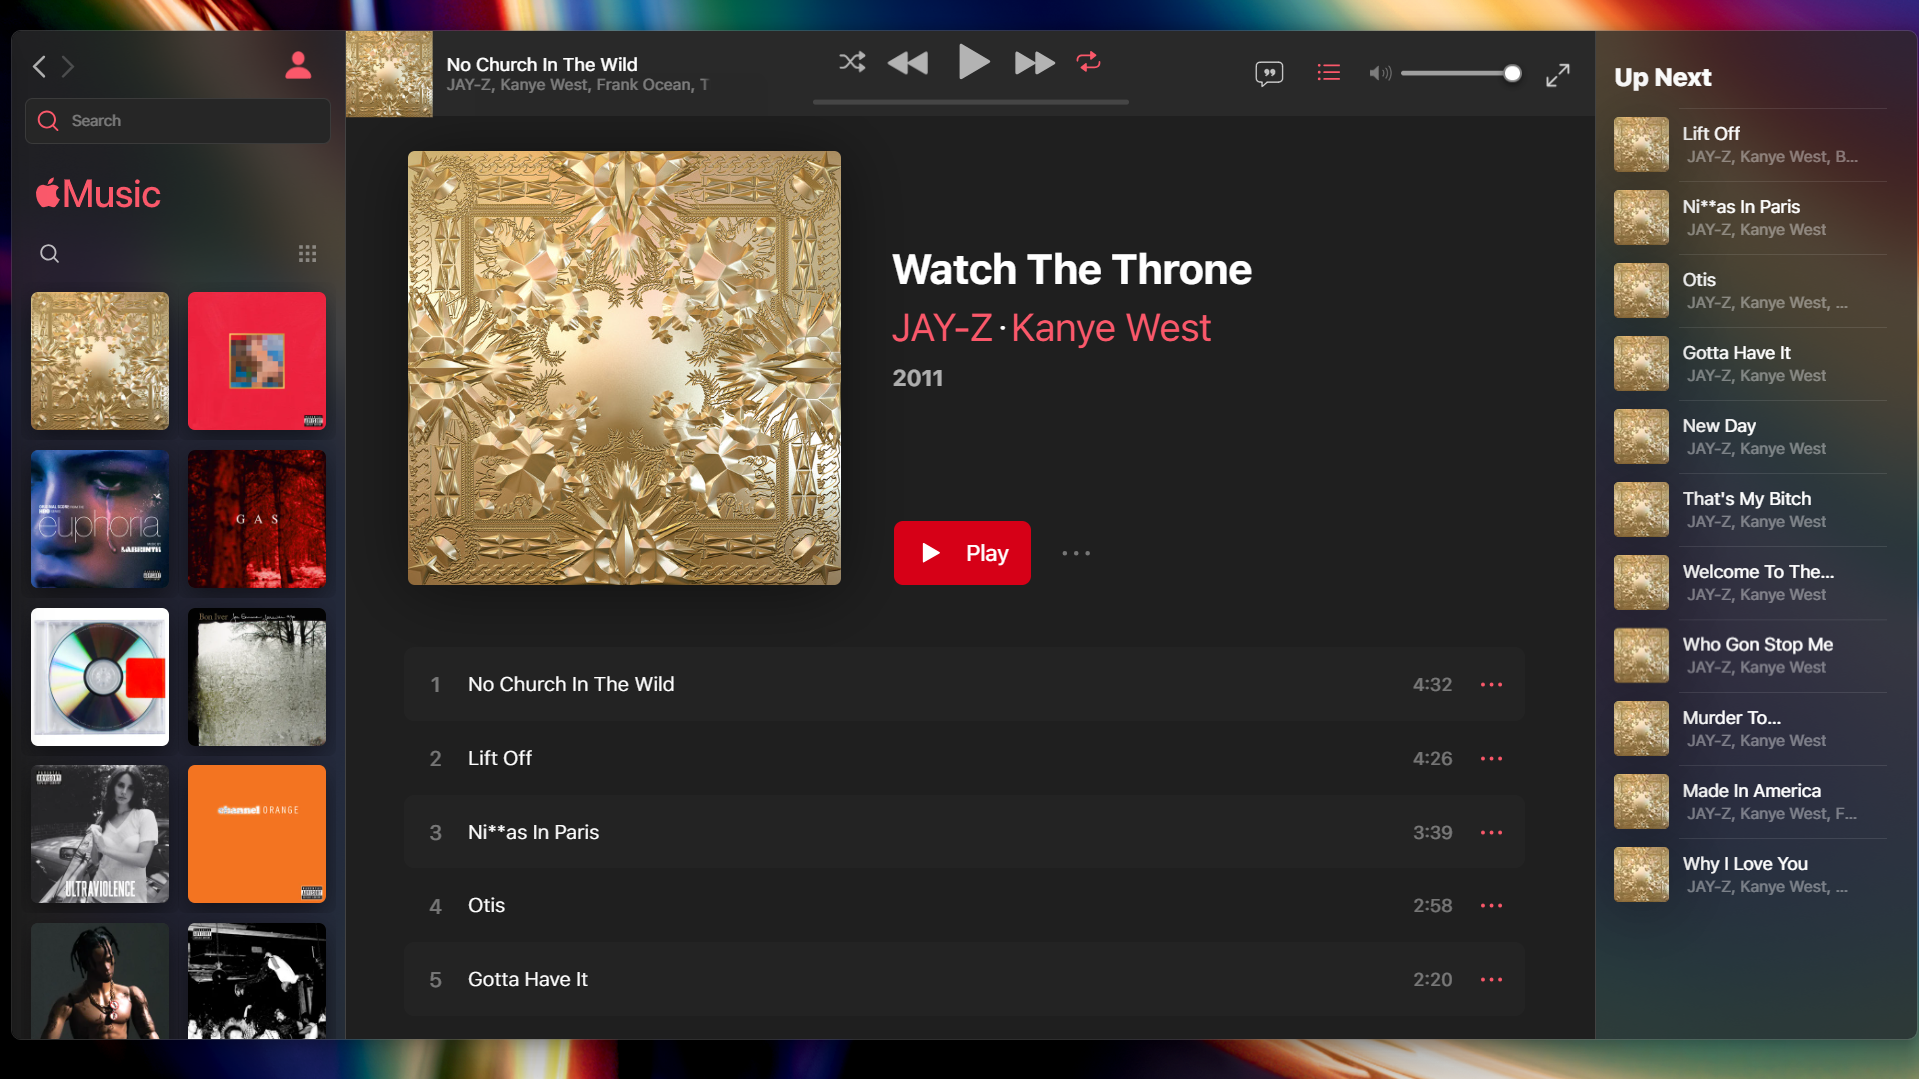 Search
Music
euphoria
LABRINTH
GAS
Bon Iver
ULTRAVIOLENCE
channel ORANGE
No Church In The Wild
JAY-Z, Kanye West, Frank Ocean, T
Watch The Throne
JAY-Z · Kanye West
2011
Play
1 No Church In The Wild 4:32
2 Lift Off 4:26
3 Ni**as In Paris 3:39
4 Otis 2:58
5 Gotta Have It 2:20
Up Next
Lift Off
JAY-Z, Kanye West, B...
Ni**as In Paris
JAY-Z, Kanye West
Otis
JAY-Z, Kanye West, ...
Gotta Have It
JAY-Z, Kanye West
New Day
JAY-Z, Kanye West
That's My Bitch
JAY-Z, Kanye West
Welcome To The...
JAY-Z, Kanye West
Who Gon Stop Me
JAY-Z, Kanye West
Murder To...
JAY-Z, Kanye West
Made In America
JAY-Z, Kanye West, F...
Why I Love You
JAY-Z, Kanye West, ...